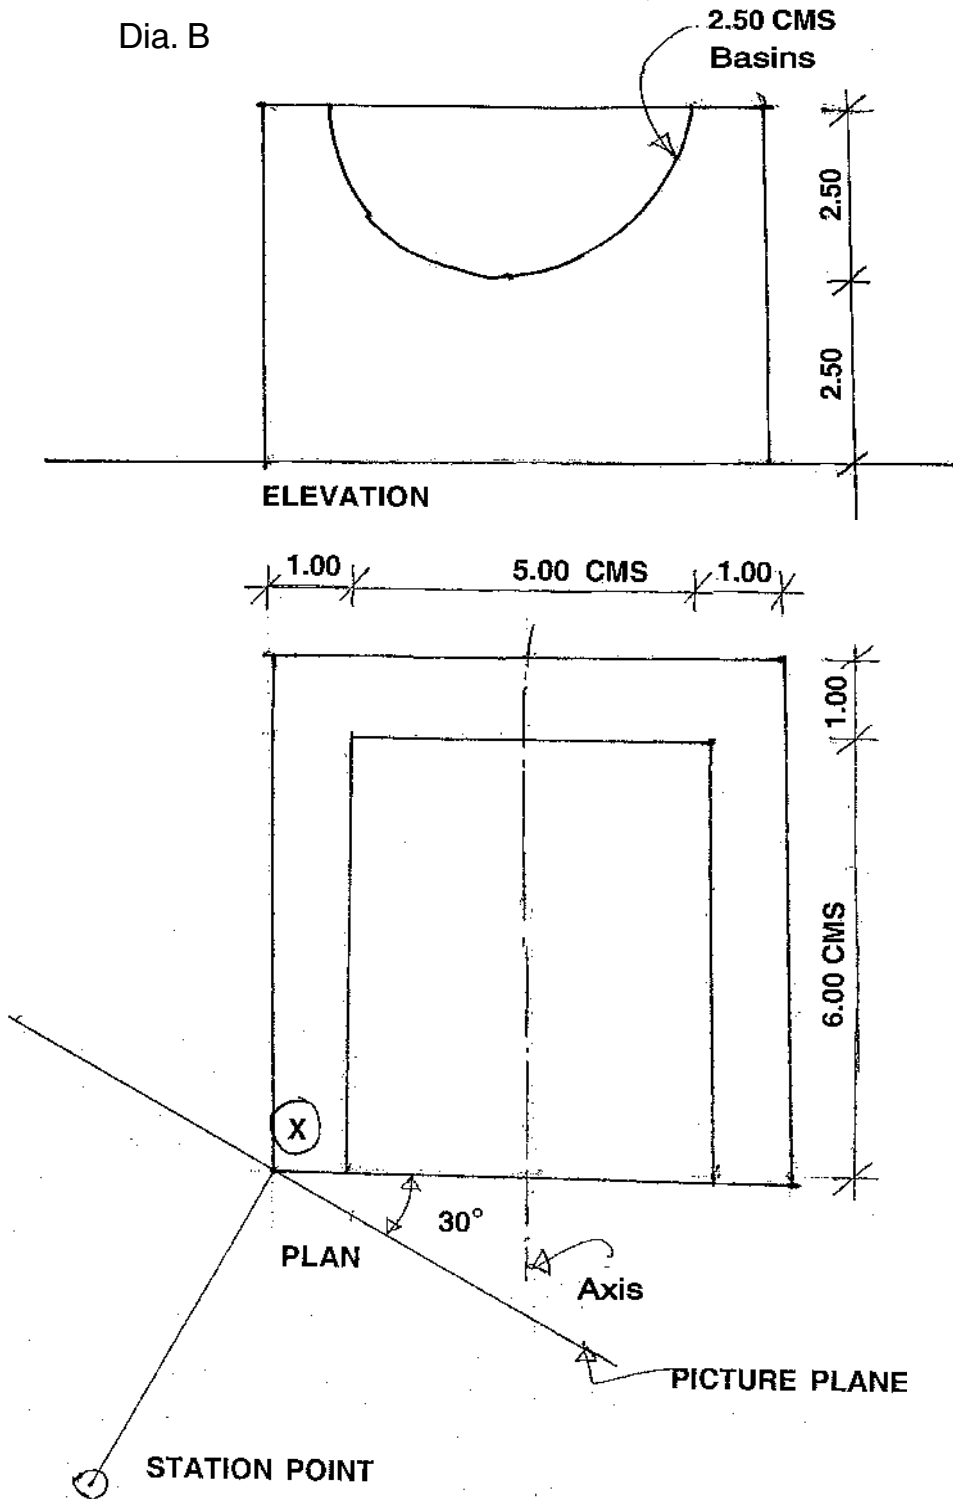 Dia. B
2.50 CMS
Basins
2.50
2.50
ELEVATION
1.00
5.00 CMS
1.00
1.00
6.00 CMS
X
30°
PLAN
Axis
PICTURE PLANE
STATION POINT